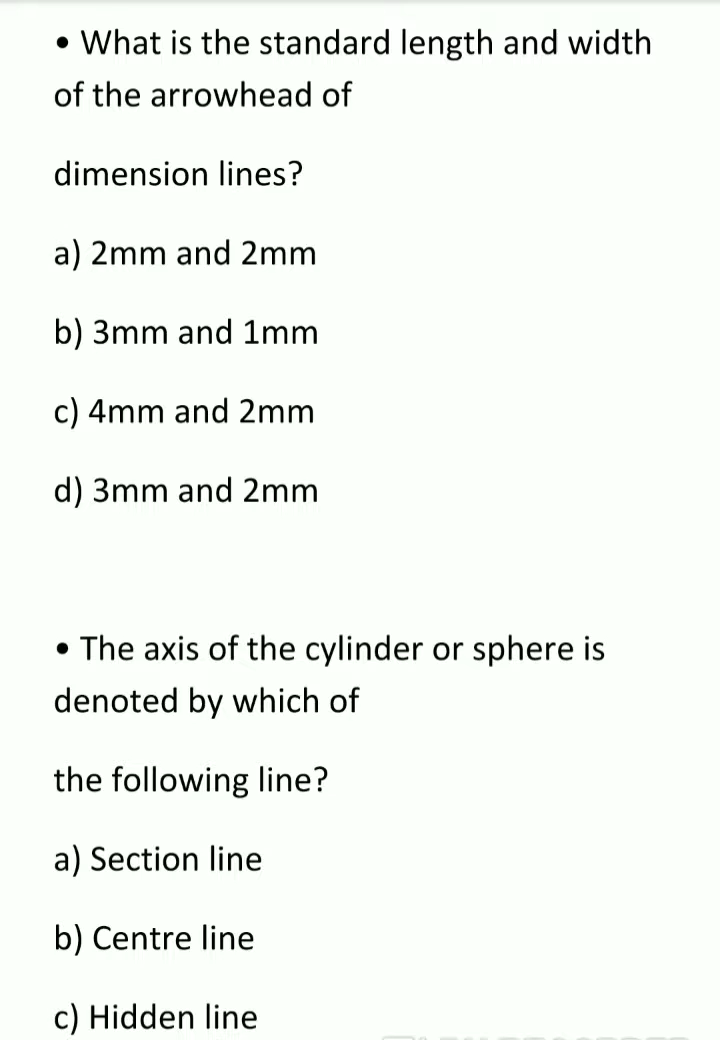 • What is the standard length and width
of the arrowhead of
dimension lines?
a) 2mm and 2mm
b) 3mm and 1mm
c) 4mm and 2mm
d) 3mm and 2mm
• The axis of the cylinder or sphere is
denoted by which of
the following line?
a) Section line
b) Centre line
c) Hidden line